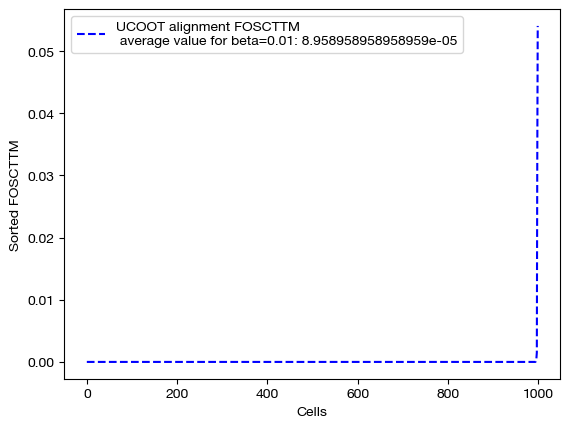 UCOOT alignment FOSCTTM
average value for beta=0.01: 8.958958958958959e-05
0.05
0.04
0.03
0.02
0.01
0.00
Sorted FOSCTTM
0 200 400 600 800 1000
Cells